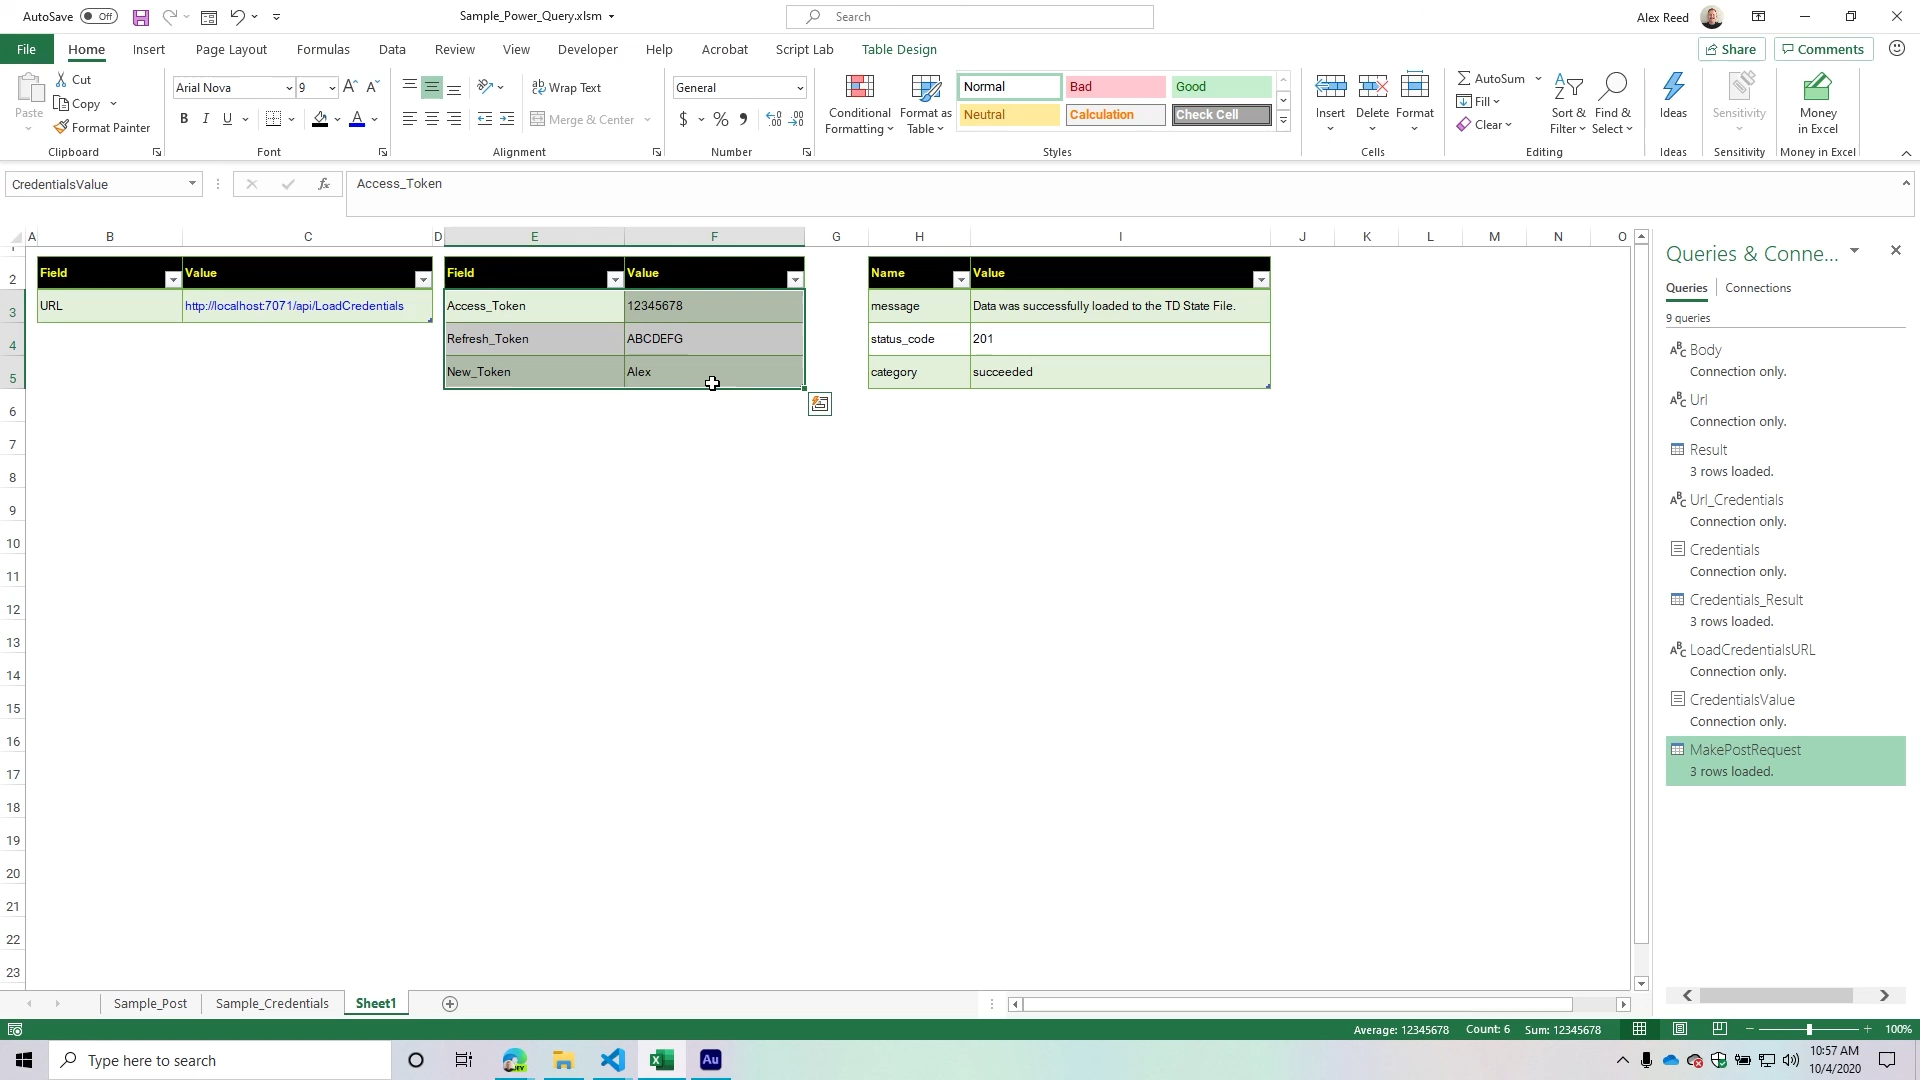 AutoSave Off
Sample_Power_Query.xlsm
Search
Alex Reed
File Home Insert Page Layout Formulas Data Review View Developer Help Acrobat Script Lab Table Design
Share Comments
Paste
Cut
Copy
Format Painter
Clipboard
Arial Nova 9
B I U
Font
Wrap Text
Merge & Center
Alignment
General
$ %
Number
Conditional Formatting
Format as Table
Normal Bad Good
Neutral Calculation Check Cell
Styles
Insert Delete Format
Cells
AutoSum
Fill
Clear
Sort & Filter
Find & Select
Editing
Ideas
Ideas
Sensitivity
Sensitivity
Money in Excel
Money in Excel
CredentialsValue fx Access_Token
A B C D E F G H I J K L M N O
2 Field Value Field Value Name Value
3 URL http://localhost:7071/api/LoadCredentials Access_Token 12345678 message Data was successfully loaded to the TD State File.
4 Refresh_Token ABCDEFG status_code 201
5 New_Token Alex category succeeded
6
7
8
9
10
11
12
13
14
15
16
17
18
19
20
21
22
23
Queries & Conne...
Queries Connections
9 queries
Body
Connection only.
Url
Connection only.
Result
3 rows loaded.
Url_Credentials
Connection only.
Credentials
Connection only.
Credentials_Result
3 rows loaded.
LoadCredentialsURL
Connection only.
CredentialsValue
Connection only.
MakePostRequest
3 rows loaded.
Sample_Post Sample_Credentials Sheet1
Average: 12345678 Count: 6 Sum: 12345678 100%
Type here to search
Au
10:57 AM
10/4/2020